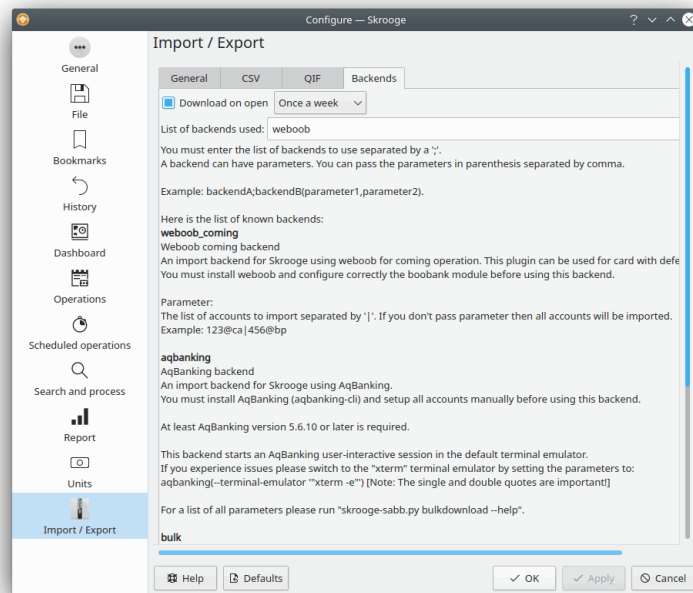 Configure — Skrooge
Import / Export
General
File
Bookmarks
History
Dashboard
Operations
Scheduled operations
Search and process
Report
Units
Import / Export
General CSV QIF Backends
Download on open Once a week
List of backends used: weboob
You must enter the list of backends to use separated by a ';'.
A backend can have parameters. You can pass the parameters in parenthesis separated by comma.
Example: backendA;backendB(parameter1,parameter2).
Here is the list of known backends:
weboob_coming
Weboob coming backend
An import backend for Skrooge using weboob for coming operation. This plugin can be used for card with defe
You must install weboob and configure correctly the boobank module before using this backend.
Parameter:
The list of accounts to import separated by '|'. If you don't pass parameter then all accounts will be imported.
Example: 123@ca|456@bp
aqbanking
AqBanking backend
An import backend for Skrooge using AqBanking.
You must install AqBanking (aqbanking-cli) and setup all accounts manually before using this backend.
At least AqBanking version 5.6.10 or later is required.
This backend starts an AqBanking user-interactive session in the default terminal emulator.
If you experience issues please switch to the "xterm" terminal emulator by setting the parameters to:
aqbanking(--terminal-emulator '"xterm -e"') [Note: The single and double quotes are important!]
For a list of all parameters please run "skrooge-sabb.py bulkdownload --help".
bulk
Help Defaults OK Apply Cancel